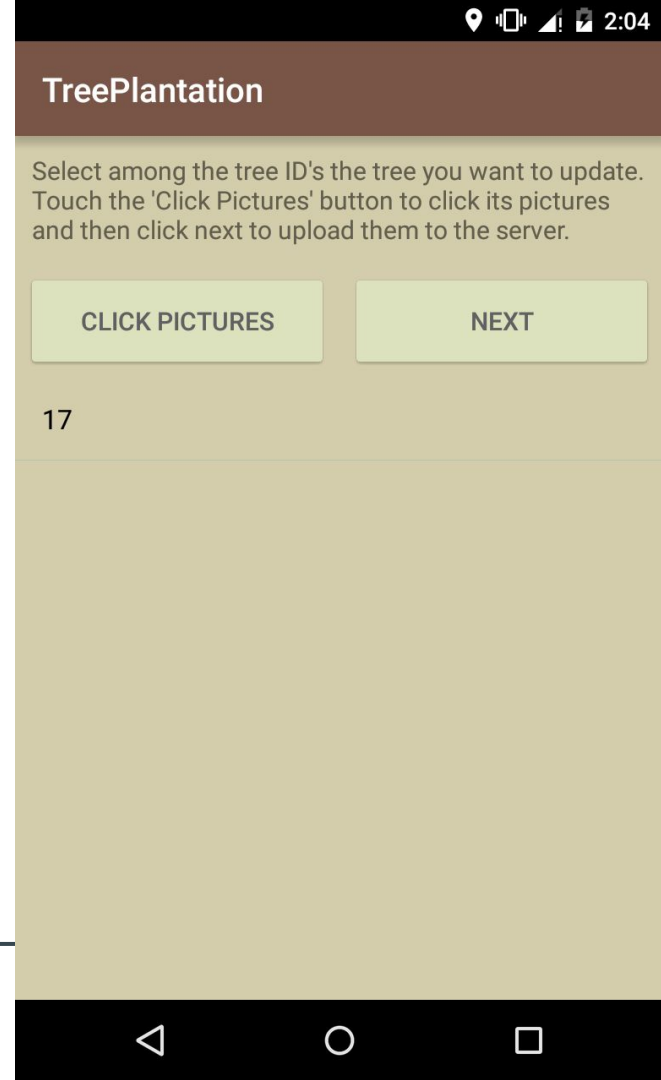 2:04
TreePlantation
Select among the tree ID's the tree you want to update.
Touch the 'Click Pictures' button to click its pictures
and then click next to upload them to the server.
CLICK PICTURES
NEXT
17